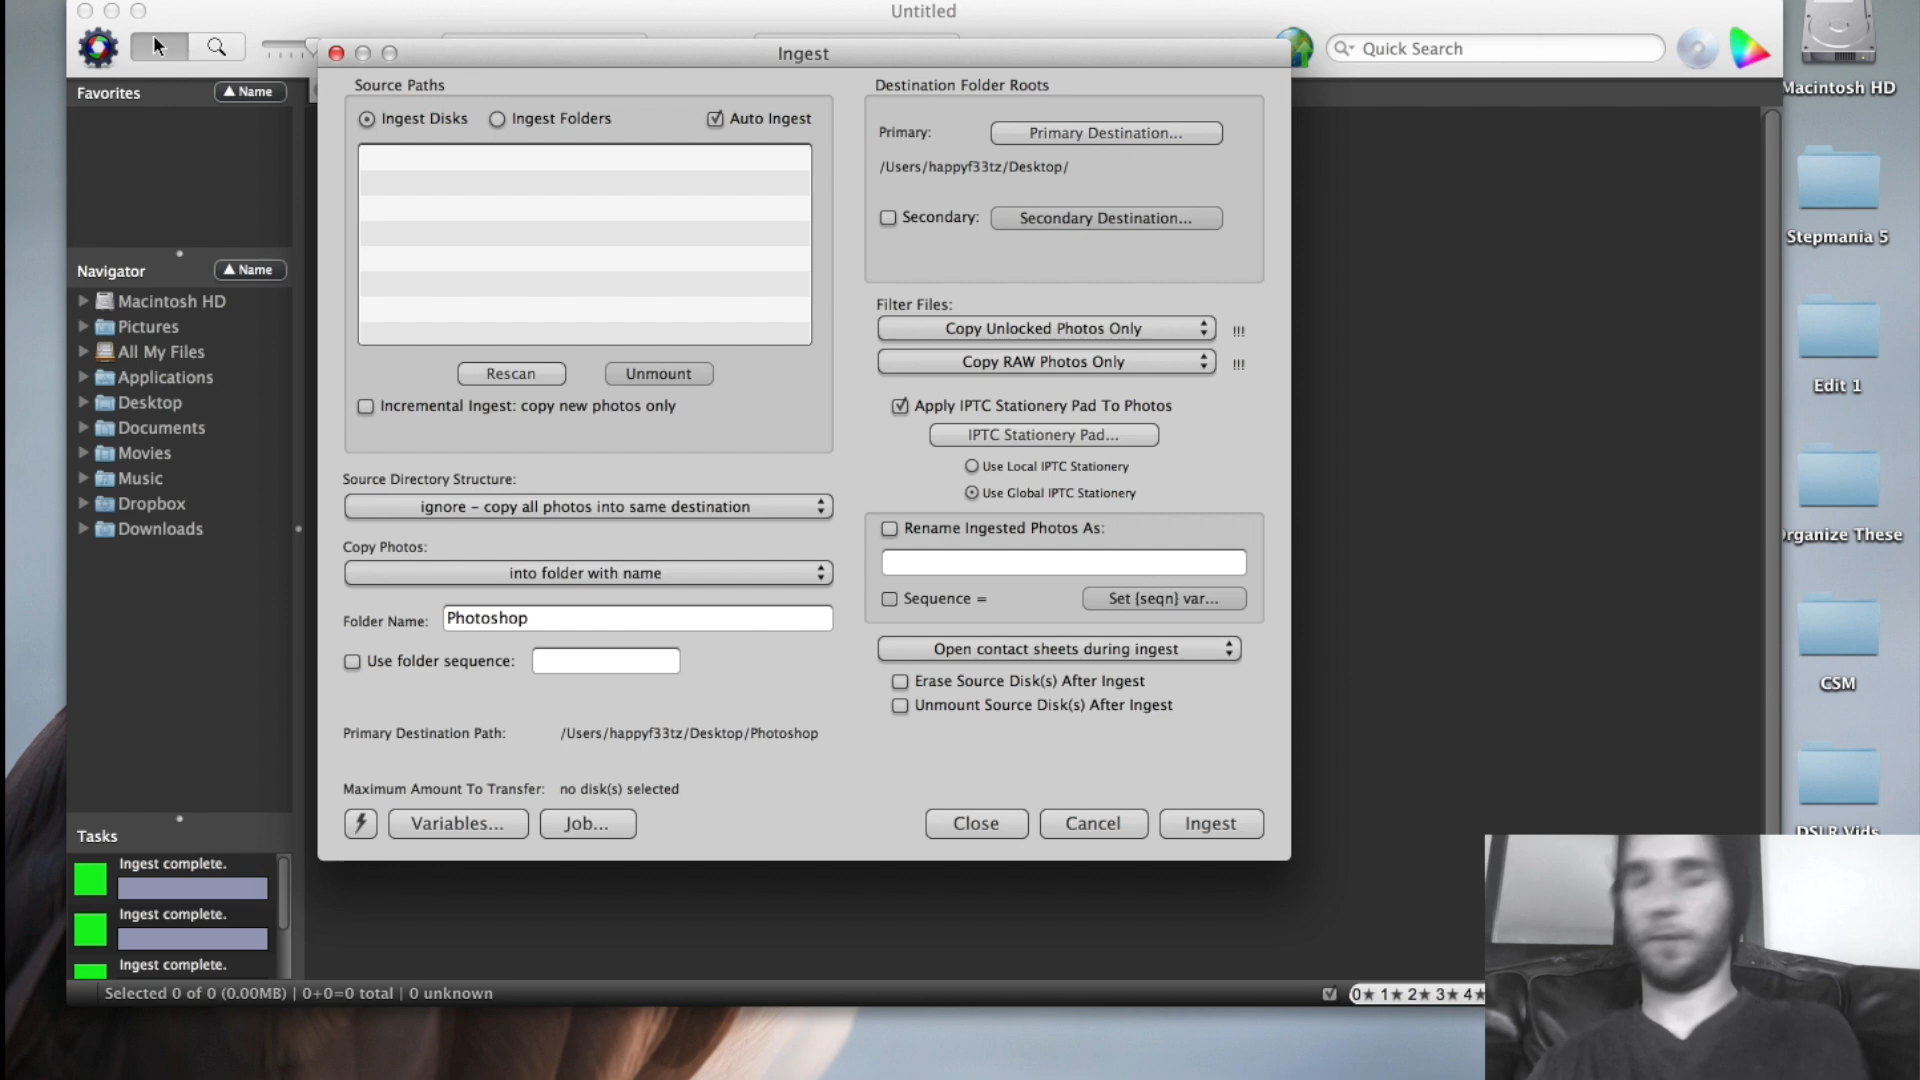 Untitled
Quick Search
Ingest
Favorites
Name
Source Paths
Ingest Disks
Ingest Folders
Auto Ingest
Rescan
Unmount
Incremental Ingest: copy new photos only
Source Directory Structure:
ignore – copy all photos into same destination
Copy Photos:
into folder with name
Folder Name:
Photoshop
Use folder sequence:
Primary Destination Path:
/Users/happyf33tz/Desktop/Photoshop
Maximum Amount To Transfer:
no disk(s) selected
Variables...
Job...
Destination Folder Roots
Primary:
Primary Destination...
/Users/happyf33tz/Desktop/
Secondary:
Secondary Destination...
Filter Files:
Copy Unlocked Photos Only
!!!
Copy RAW Photos Only
!!!
Apply IPTC Stationery Pad To Photos
IPTC Stationery Pad...
Use Local IPTC Stationery
Use Global IPTC Stationery
Rename Ingested Photos As:
Sequence =
Set {seqn} var...
Open contact sheets during ingest
Erase Source Disk(s) After Ingest
Unmount Source Disk(s) After Ingest
Close
Cancel
Ingest
Navigator
Name
Macintosh HD
Pictures
All My Files
Applications
Desktop
Documents
Movies
Music
Dropbox
Downloads
Tasks
Ingest complete.
Ingest complete.
Ingest complete.
Selected 0 of 0 (0.00MB) | 0+0=0 total | 0 unknown
0★ 1★ 2★ 3★ 4★
Macintosh HD
Stepmania 5
Edit 1
Organize These
CSM
DSLR Vids